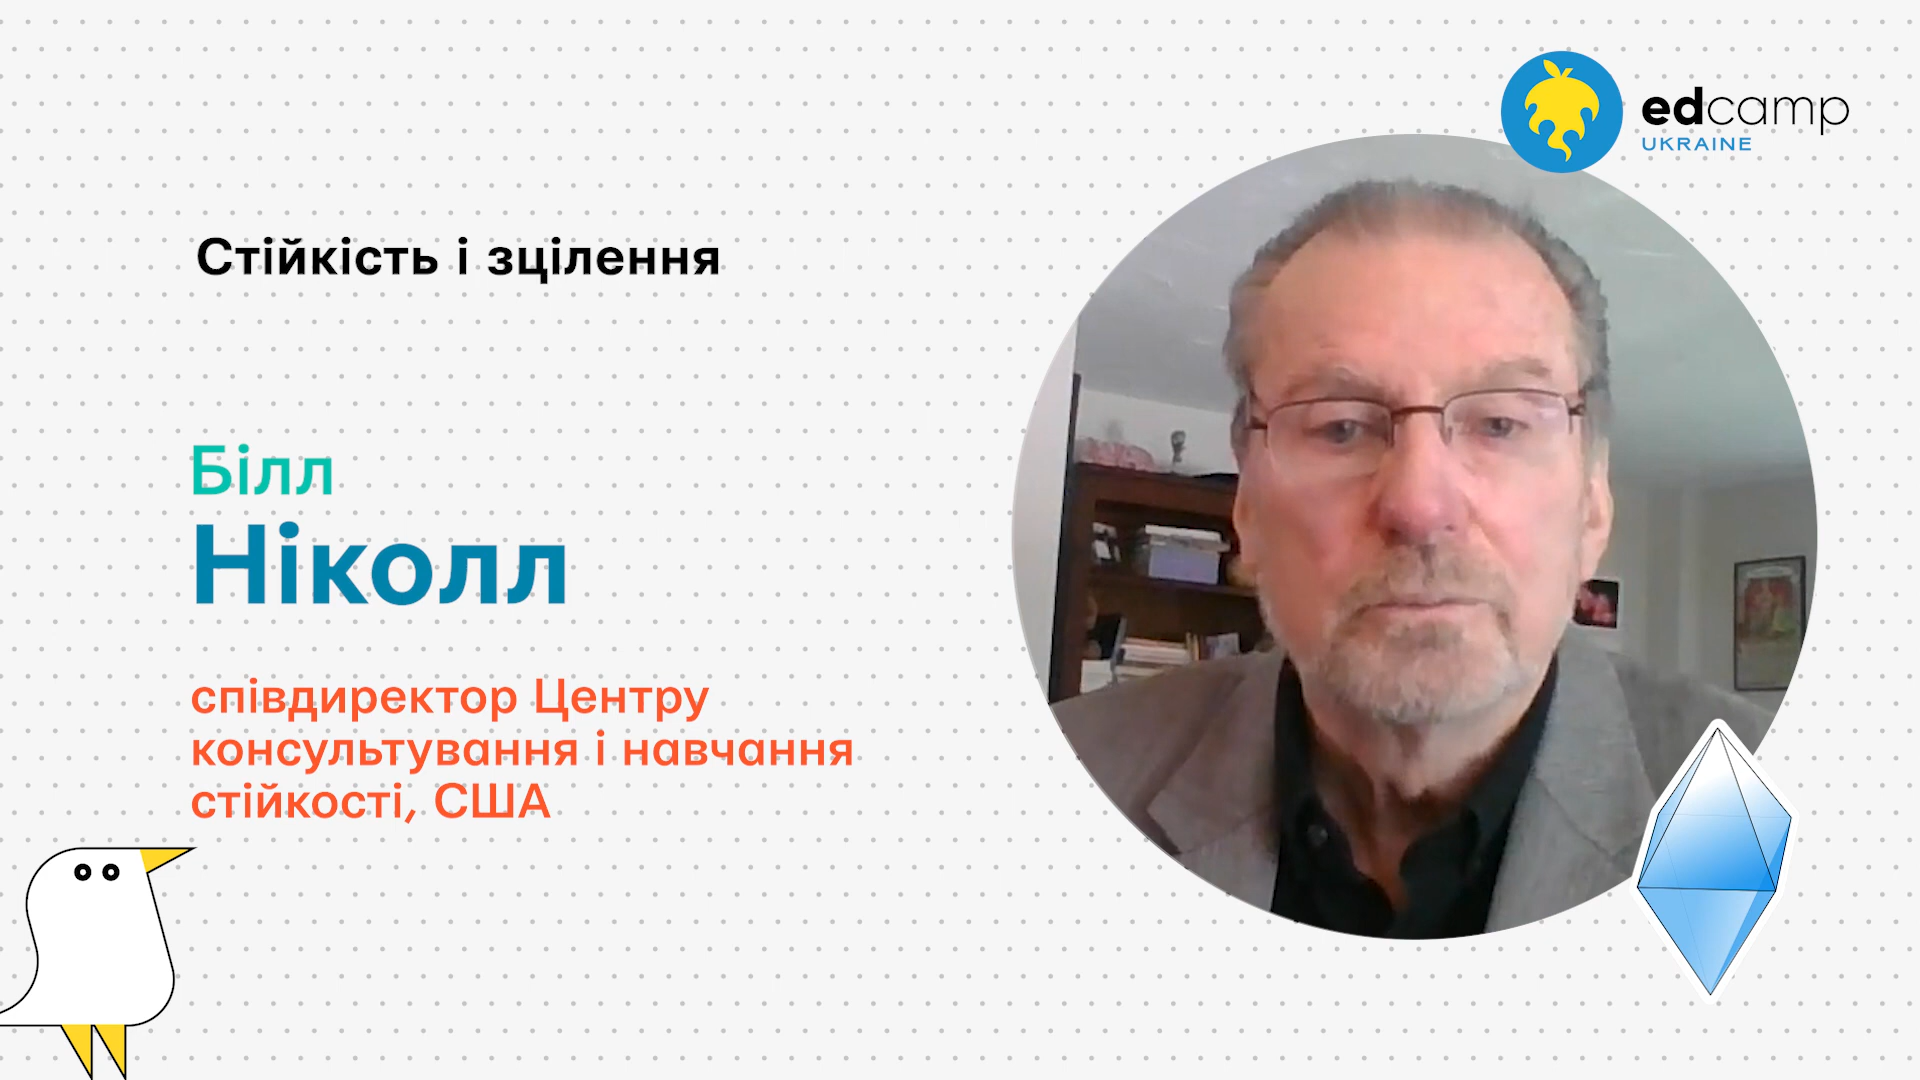 edcamp
UKRAINE
Стійкість і зцілення
Білл
Ніколл
співдиректор Центру
консультування і навчання
стійкості, США